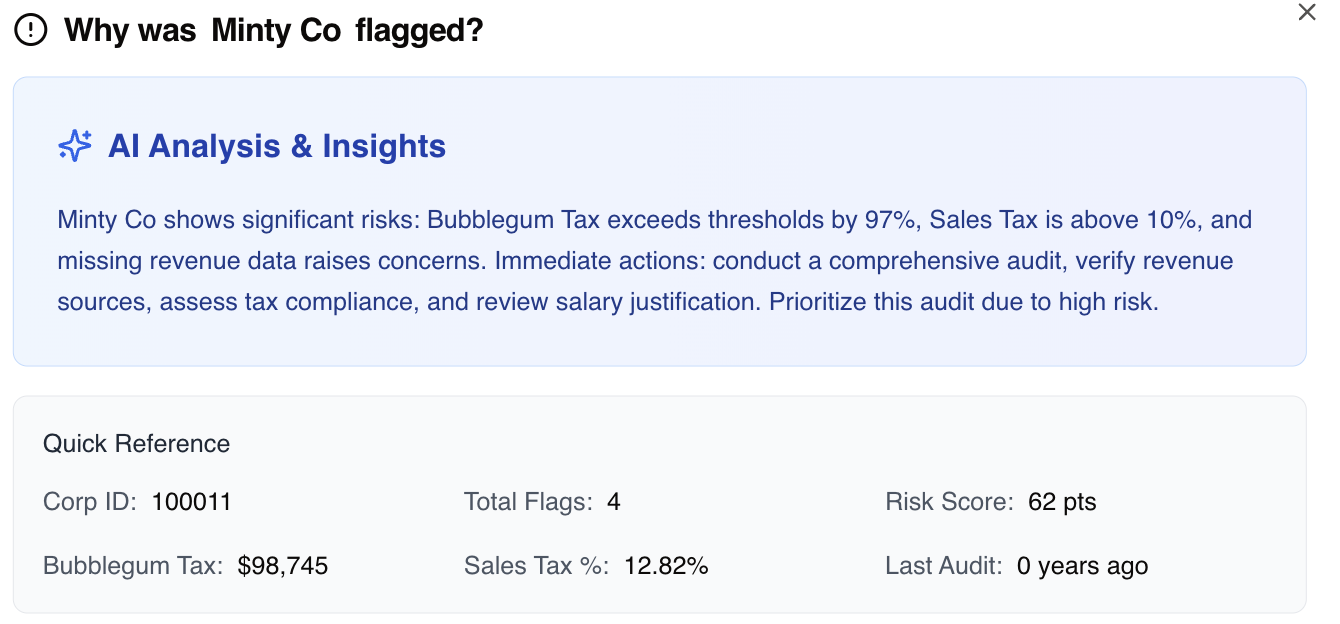 Why was Minty Co flagged?
AI Analysis & Insights
Minty Co shows significant risks: Bubblegum Tax exceeds thresholds by 97%, Sales Tax is above 10%, and
missing revenue data raises concerns. Immediate actions: conduct a comprehensive audit, verify revenue
sources, assess tax compliance, and review salary justification. Prioritize this audit due to high risk.
Quick Reference
Corp ID: 100011 Total Flags: 4 Risk Score: 62 pts
Bubblegum Tax: $98,745 Sales Tax %: 12.82% Last Audit: 0 years ago